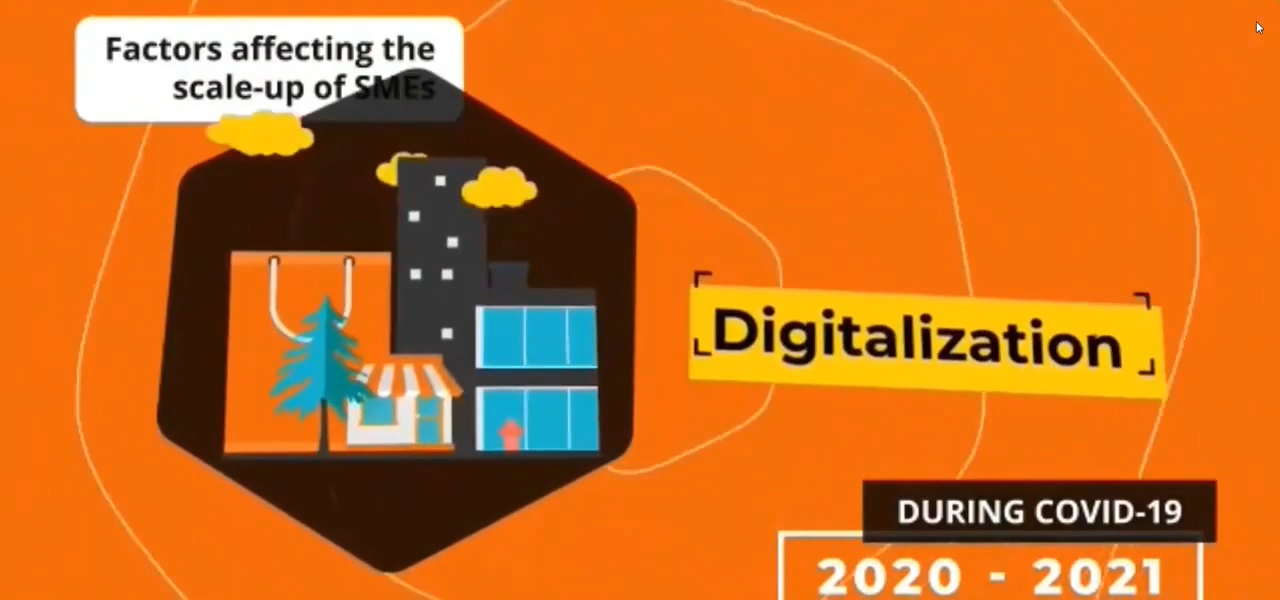 Factors affecting the
scale-up of SMEs
Digitalization
DURING COVID-19
2020 - 2021